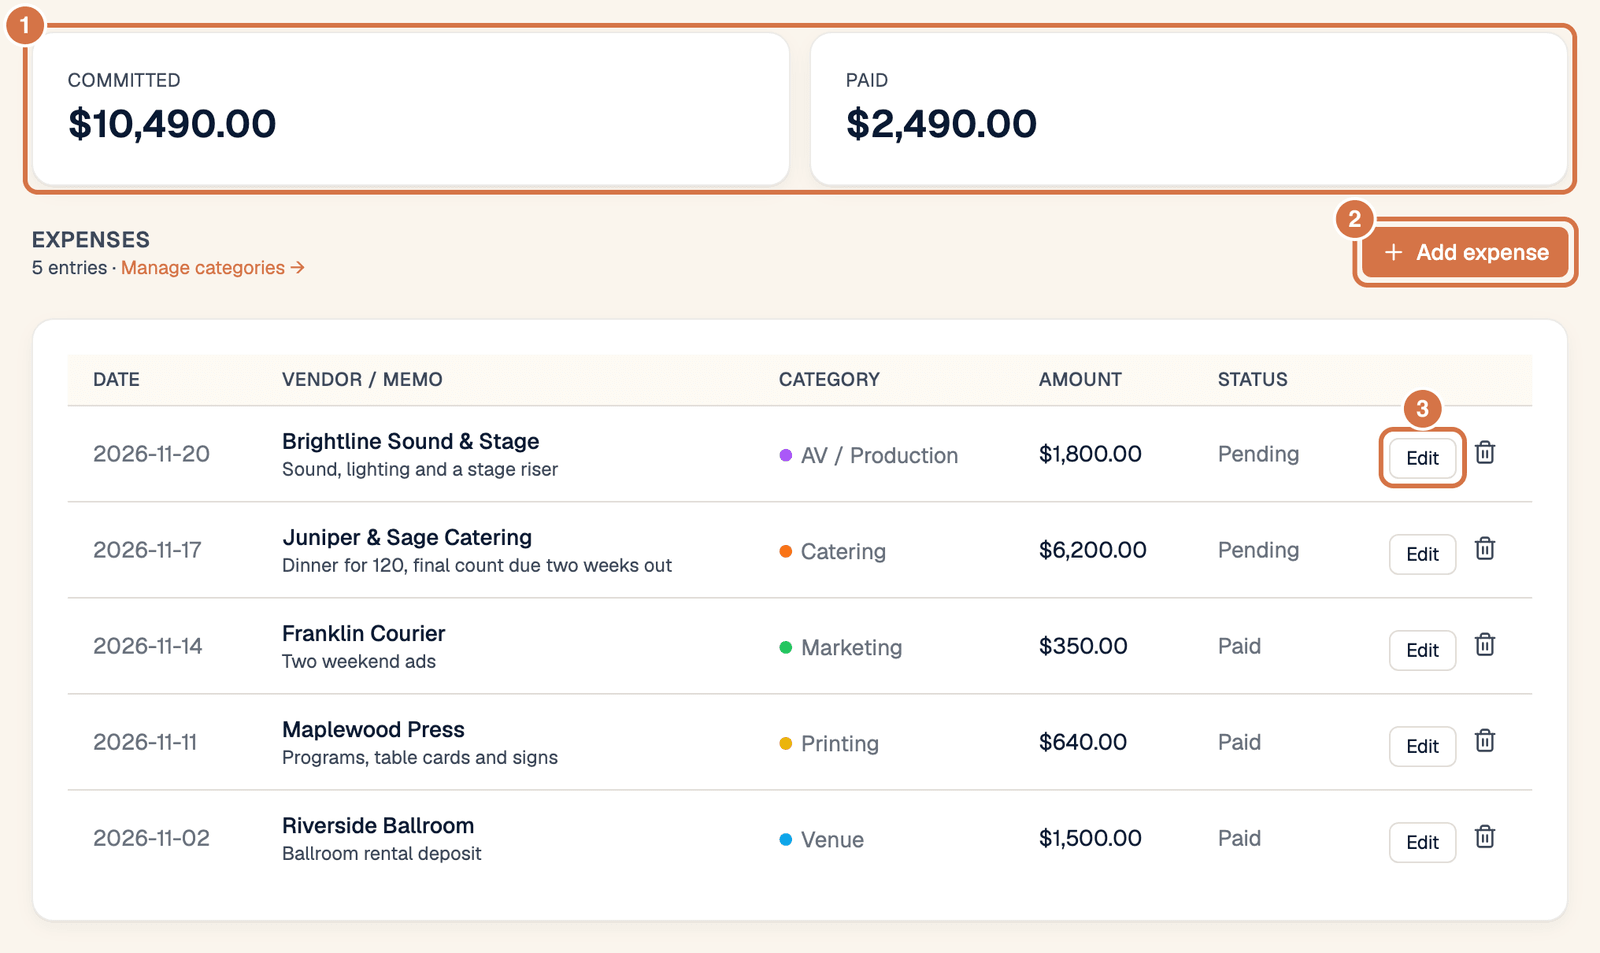 1
COMMITTED
$10,490.00
PAID
$2,490.00
EXPENSES
5 entries · Manage categories →
2
+ Add expense
DATE VENDOR / MEMO CATEGORY AMOUNT STATUS
3
2026-11-20 Brightline Sound & Stage AV / Production $1,800.00 Pending Edit
Sound, lighting and a stage riser
2026-11-17 Juniper & Sage Catering Catering $6,200.00 Pending Edit
Dinner for 120, final count due two weeks out
2026-11-14 Franklin Courier Marketing $350.00 Paid Edit
Two weekend ads
2026-11-11 Maplewood Press Printing $640.00 Paid Edit
Programs, table cards and signs
2026-11-02 Riverside Ballroom Venue $1,500.00 Paid Edit
Ballroom rental deposit